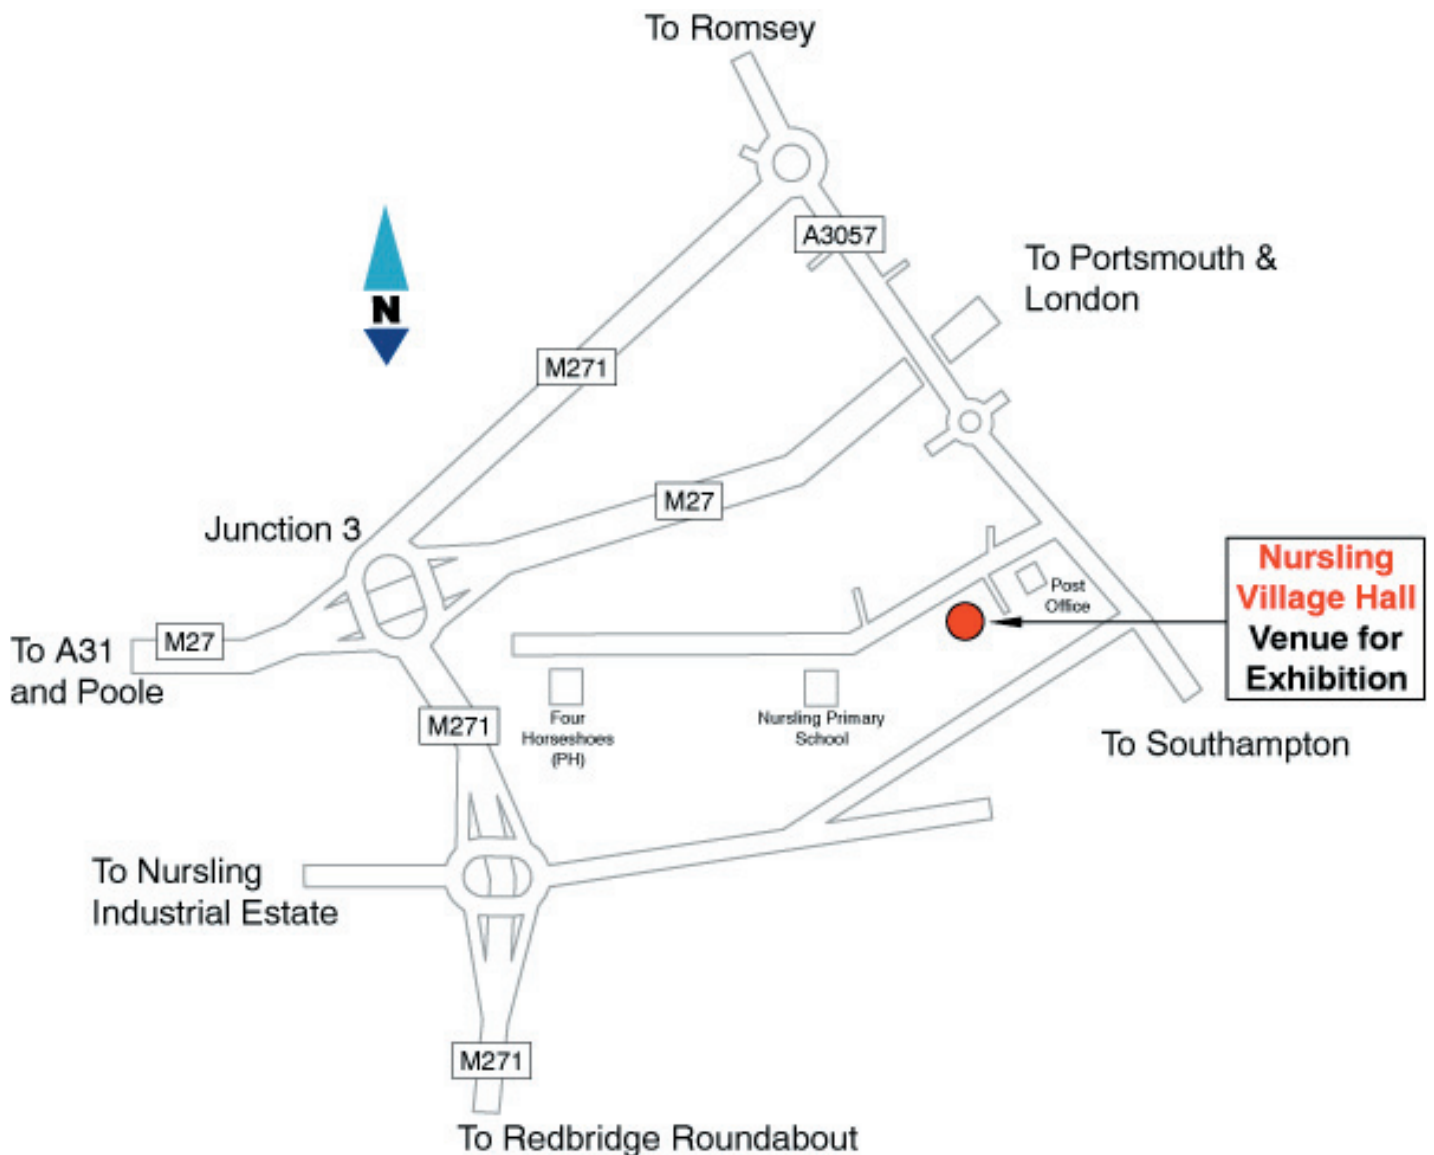 To Romsey
A3057
To Portsmouth &
London
N
M271
M27
Junction 3
Nursling
Village Hall
Venue for
Exhibition
Post
Office
M27
To A31
and Poole
M271
Four
Horseshoes
(PH)
Nursling Primary
School
To Southampton
To Nursling
Industrial Estate
M271
To Redbridge Roundabout